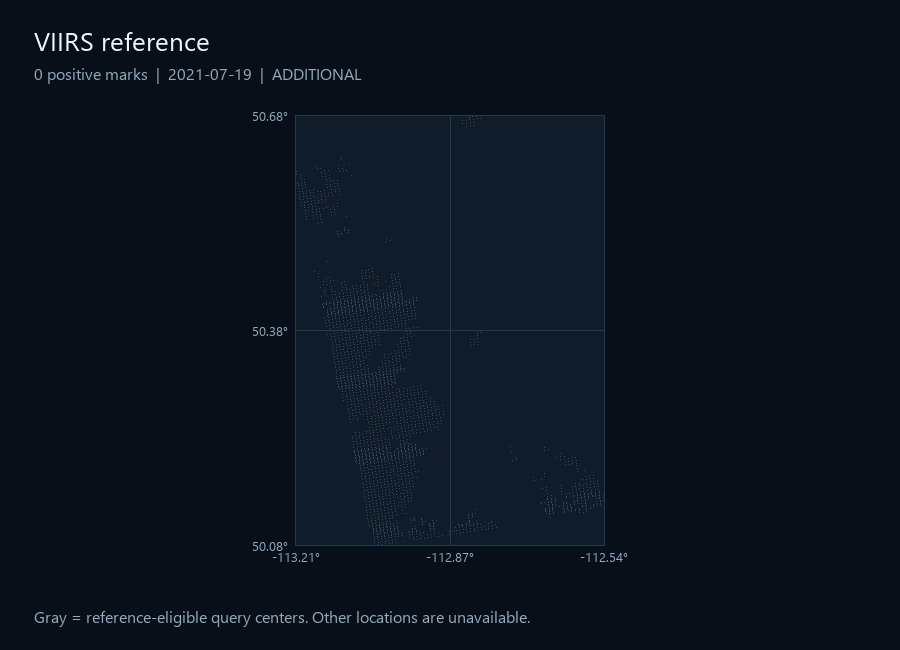 VIIRS reference
0 positive marks | 2021-07-19 | ADDITIONAL
50.68°
50.38°
50.08°
-113.21°
-112.87°
-112.54°
Gray = reference-eligible query centers. Other locations are unavailable.